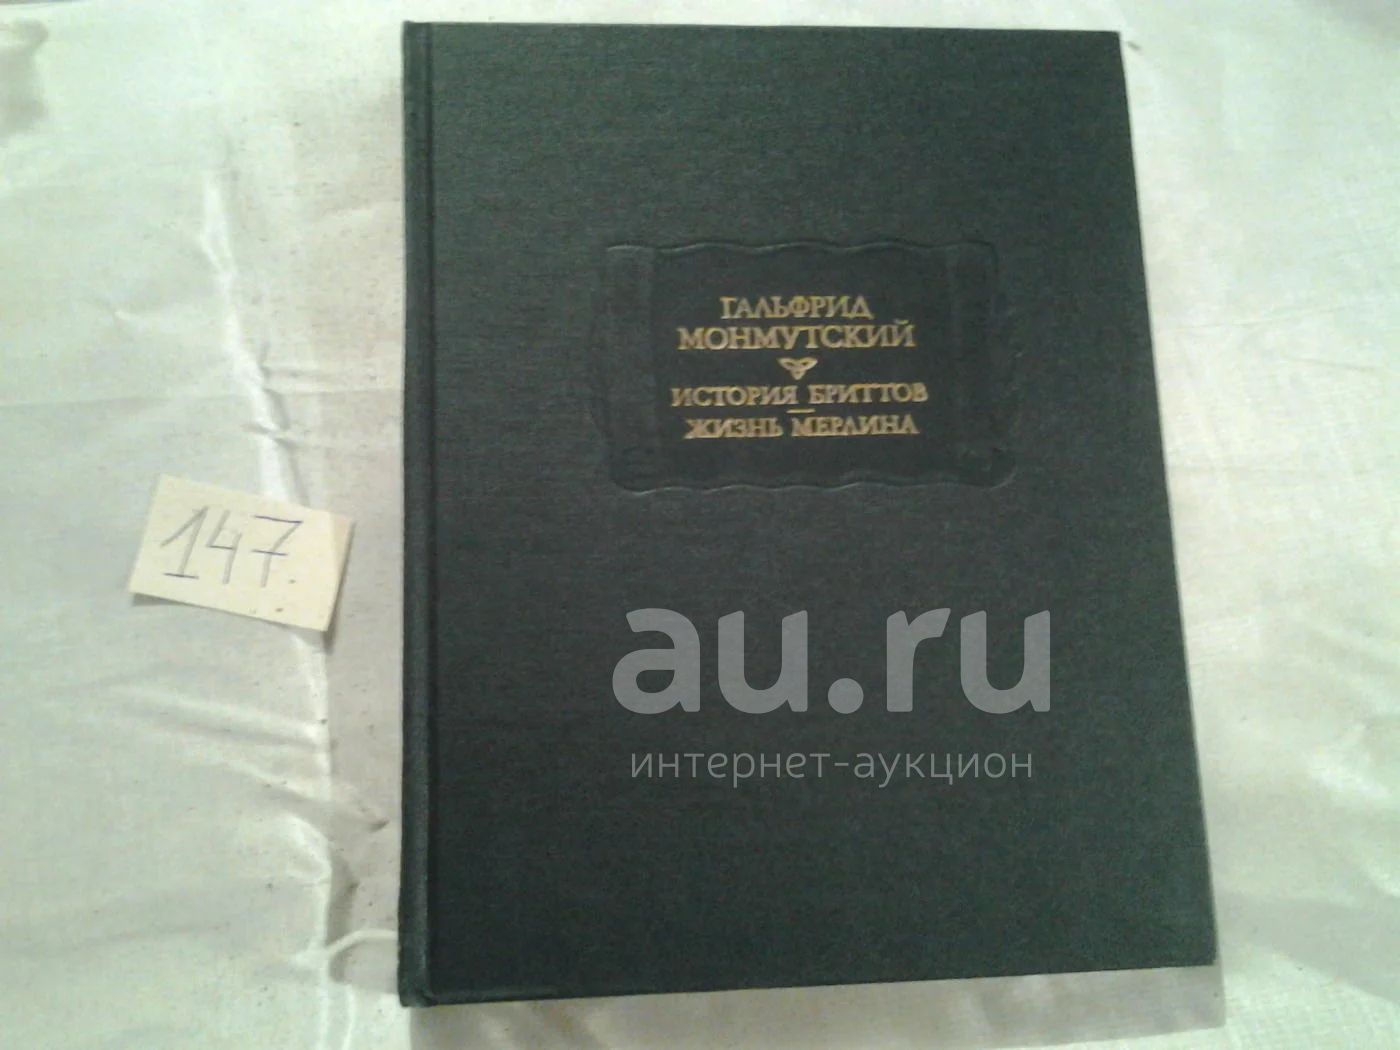 ГАЛЬФРИД
МОНМУТСКИЙ
ИСТОРИЯ БРИТТОВ
ЖИЗНЬ МЕРЛИНА
147.
au.ru
интернет-аукцион